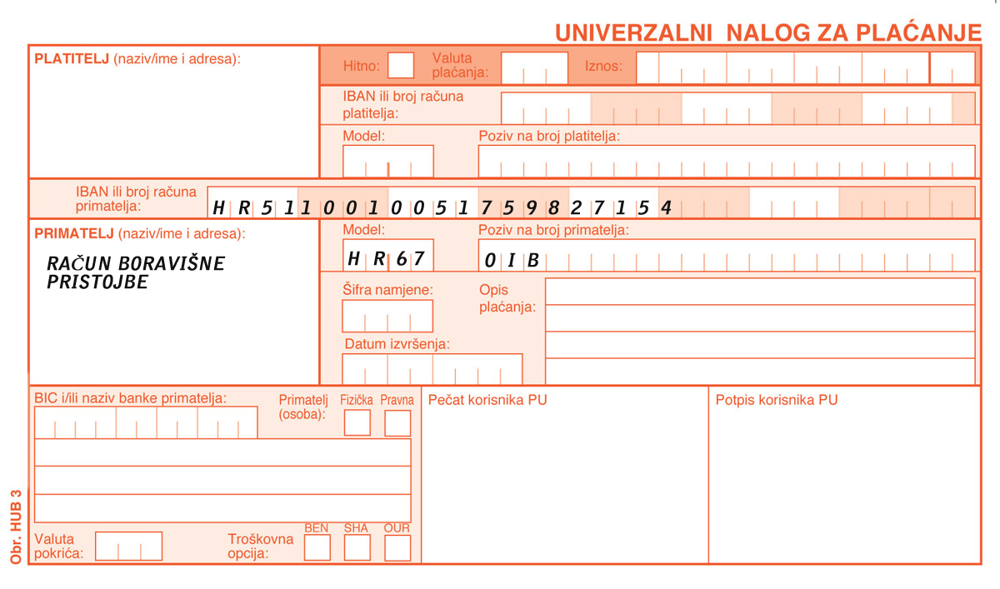 UNIVERZALNI NALOG ZA PLAĆANJE
PLATITELJ (naziv/ime i adresa):
Hitno:
Valuta
plaćanja:
Iznos:
IBAN ili broj računa
platitelja:
Model:
Poziv na broj platitelja:
IBAN ili broj računa
primatelja:
HR5110010051759827154
PRIMATELJ (naziv/ime i adresa):
RAČUN BORAVIŠNE
PRISTOJBE
Model:
HR67
Poziv na broj primatelja:
OIB
Šifra namjene:
Opis
plaćanja:
Datum izvršenja:
BIC i/ili naziv banke primatelja:
Primatelj
(osoba):
Fizička
Pravna
Pečat korisnika PU
Potpis korisnika PU
Valuta
pokrića:
Troškovna
opcija:
BEN
SHA
OUR
Obr. HUB 3